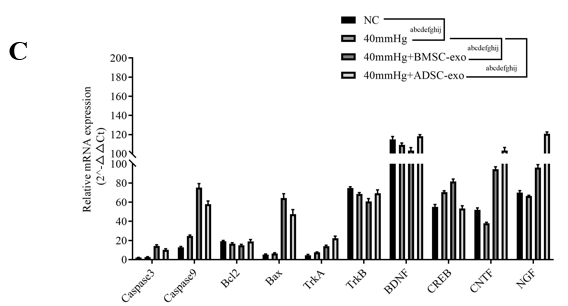 C
NC
abcdefghij
40mmHg
abcdefghij
40mmHg+BMSC-exo
abcdefghij
40mmHg+ADSC-exo
Relative mRNA expression
(2^-△△Ct)
200
180
160
140
120
100
100
80
60
40
20
0
Caspase3
Caspase9
Bcl2
Bax
TrkA
TrkB
BDNF
CREB
CNTF
NGF